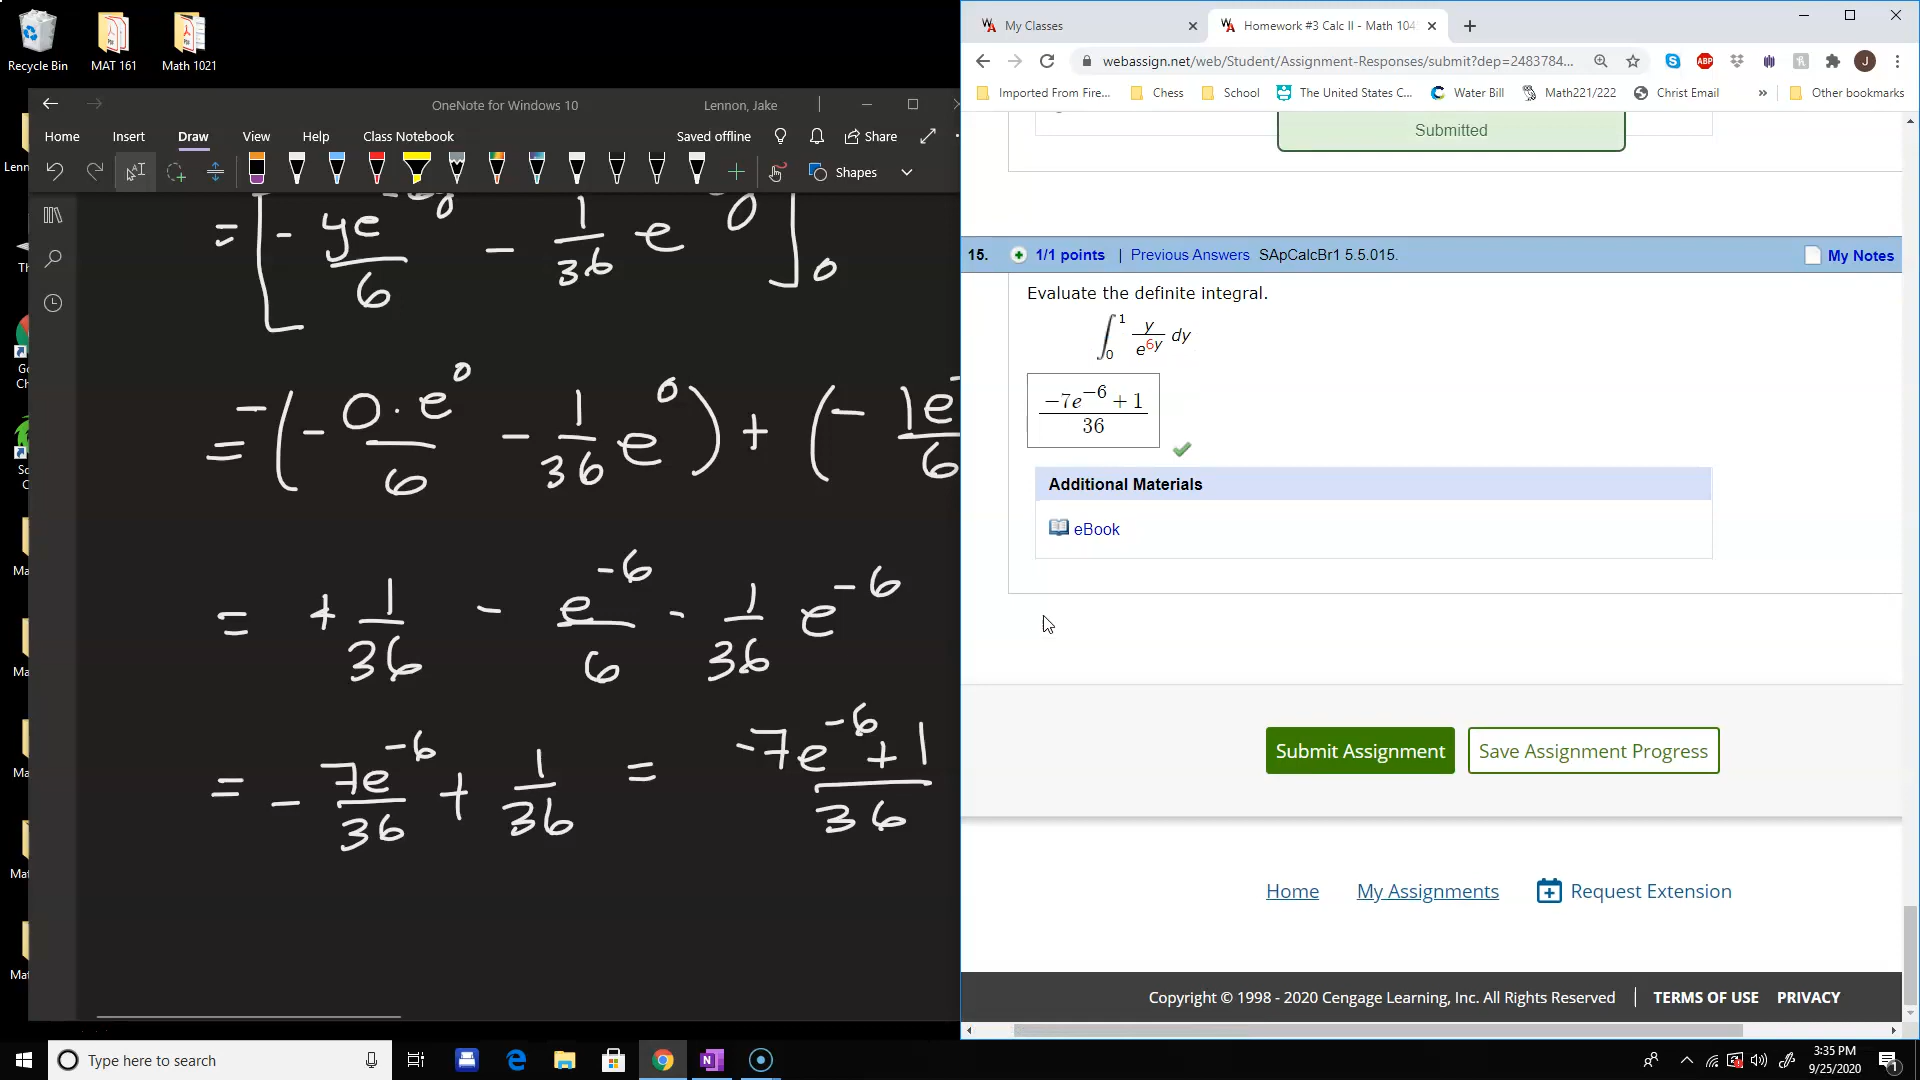 Recycle Bin
MAT 161
Math 1021
OneNote for Windows 10
Lennon, Jake
Home Insert Draw View Help Class Notebook Saved offline Share
Shapes
= [ - ye / 6 - 1/36 e ] 0
= -( - 0·e^0 / 6 - 1/36 e^0 ) + ( - 1e / 6
= + 1/36 - e^-6 / 6 - 1/36 e^-6
= - 7e^-6 / 36 + 1/36 = -7e^-6 + 1 / 36
Type here to search
My Classes
Homework #3 Calc II - Math 104
webassign.net/web/Student/Assignment-Responses/submit?dep=2483784...
Imported From Fire... Chess School The United States C... Water Bill Math221/222 Christ Email » Other bookmarks
Submitted
15. 1/1 points | Previous Answers SApCalcBr1 5.5.015. My Notes
Evaluate the definite integral.
∫_0^1 y / e^6y dy
−7e^−6 + 1 / 36
Additional Materials
eBook
Submit Assignment Save Assignment Progress
Home My Assignments Request Extension
Copyright © 1998 - 2020 Cengage Learning, Inc. All Rights Reserved | TERMS OF USE PRIVACY
3:35 PM
9/25/2020